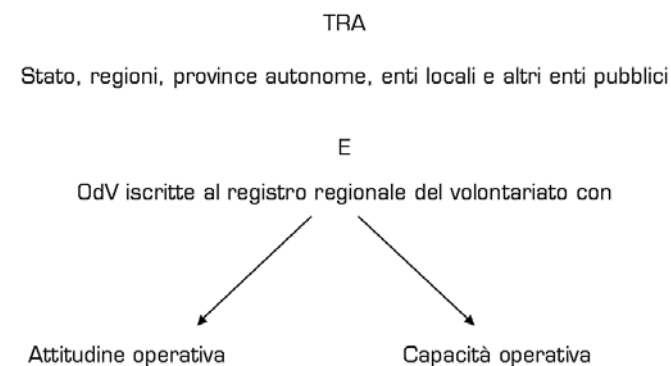 TRA
Stato, regioni, province autonome, enti locali e altri enti pubblici
E
OdV iscritte al registro regionale del volontariato con
Attitudine operativa
Capacità operativa